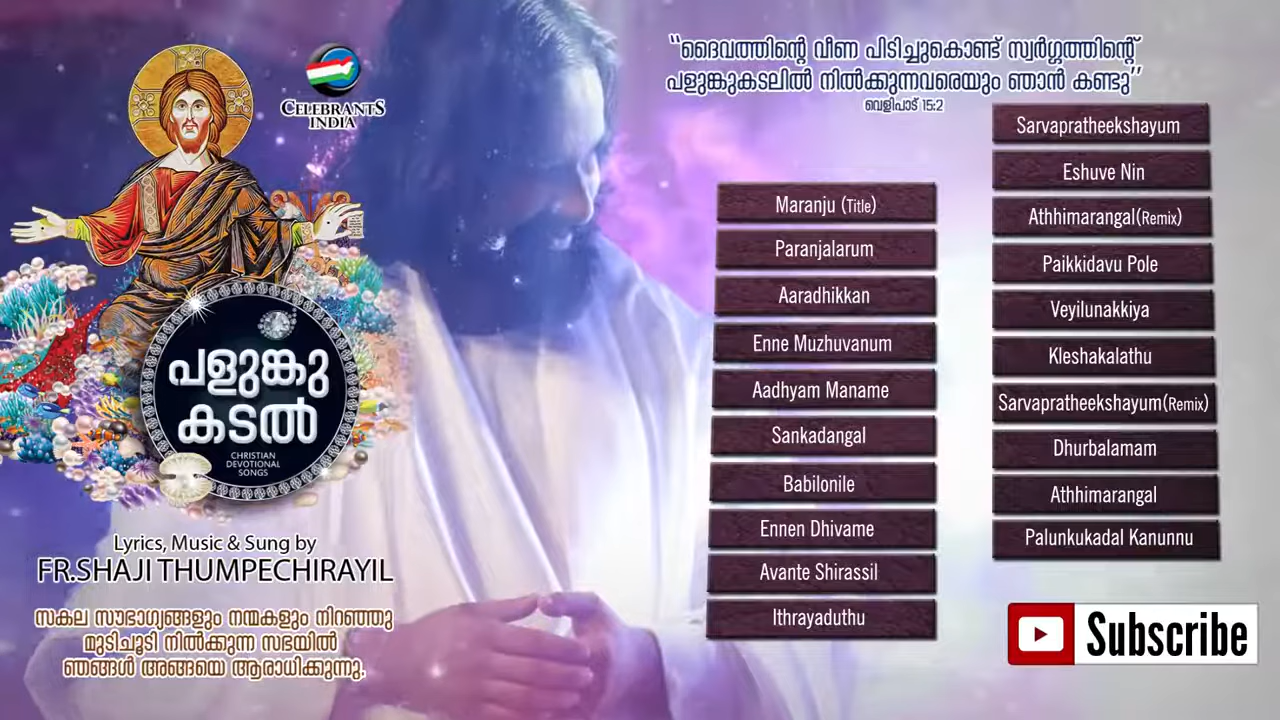 “ദൈവത്തിന്റെ വീണ പിടിച്ചുകൊണ്ട് സ്വർഗ്ഗത്തിന്റെ
പളുങ്കുകടലിൽ നിൽക്കുന്നവരെയും ഞാൻ കണ്ടു”
വെളിപാട് 15:2
CELEBRANTS
INDIA
പളുങ്കു
കടൽ
CHRISTIAN
DEVOTIONAL
SONGS
Lyrics, Music & Sung by
FR.SHAJI THUMPECHIRAYIL
സകല സൗഭാഗ്യങ്ങളും നന്മകളും നിറഞ്ഞു
മുടിചൂടി നിൽക്കുന്ന സഭയിൽ
ഞങ്ങൾ അങ്ങയെ ആരാധിക്കുന്നു.
Maranju (Title)
Paranjalarum
Aaradhikkan
Enne Muzhuvanum
Aadhyam Maname
Sankadangal
Babilonile
Ennen Dhivame
Avante Shirassil
Ithrayaduthu
Sarvapratheekshayum
Eshuve Nin
Athhimarangal(Remix)
Paikkidavu Pole
Veyilunakkiya
Kleshakalathu
Sarvapratheekshayum(Remix)
Dhurbalamam
Athhimarangal
Palunkukadal Kanunnu
Subscribe